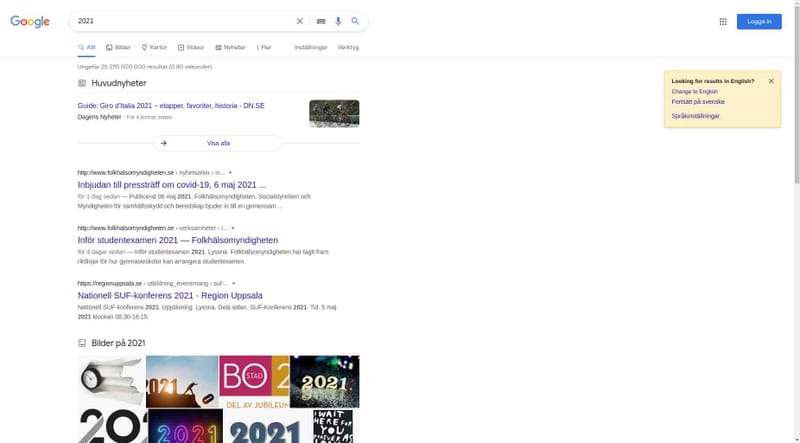 Google
2021
Logga in
Allt
Bilder
Kartor
Videor
Nyheter
Fler
Inställningar
Verktyg
Ungefär 25 270 000 000 resultat (0,80 sekunder)
Looking for results in English?
Change to English
Fortsätt på svenska
Språkinställningar
Huvudnyheter
Guide: Giro d'Italia 2021 – etapper, favoriter, historia - DN.SE
Dagens Nyheter · För 4 timmar sedan
Visa alla
http://www.folkhalsomyndigheten.se › nyhetsarkiv › in...
Inbjudan till pressträff om covid-19, 6 maj 2021 ...
för 1 dag sedan — Publicerat 06 maj 2021. Folkhälsomyndigheten, Socialstyrelsen och
Myndigheten för samhällsskydd och beredskap bjuder in till en gemensam ...
http://www.folkhalsomyndigheten.se › verksamheter › i...
Inför studentexamen 2021 — Folkhälsomyndigheten
för 4 dagar sedan — Inför studentexamen 2021. Lyssna. Folkhälsomyndigheten har tagit fram
riktlinjer för hur gymnasieskolor kan arrangera studentexamen.
https://regionuppsala.se › utbildning_evenemang › suf-...
Nationell SUF-konferens 2021 - Region Uppsala
Nationell SUF-konferens 2021. Uppläsning. Lyssna. Dela sidan. SUF-Konferens 2021. Tid. 5 maj
2021 klockan 08.30-16.15.
Bilder på 2021
2021
BO
STAD
2
DEL AV JUBILEUM
2021
202
2021
2021
WAIT
HERE FOR